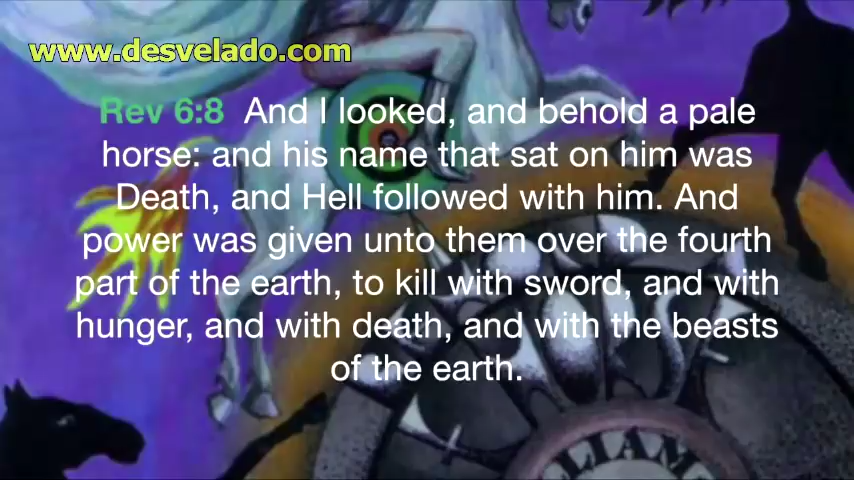 www.desvelado.com
Rev 6:8 And I looked, and behold a pale
horse: and his name that sat on him was
Death, and Hell followed with him. And
power was given unto them over the fourth
part of the earth, to kill with sword, and with
hunger, and with death, and with the beasts
of the earth.
LIAM